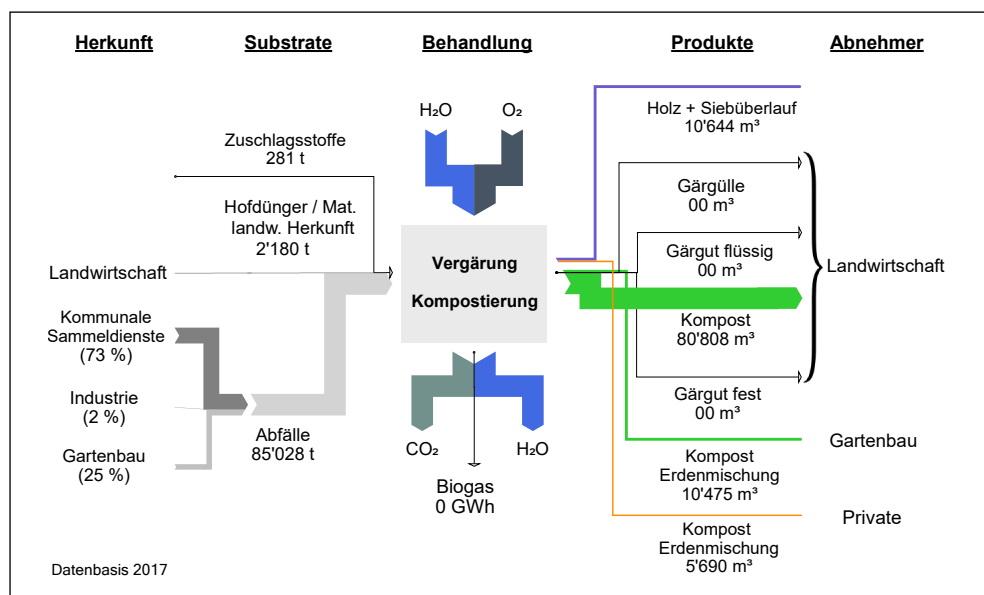 Herkunft
Substrate
Behandlung
Produkte
Abnehmer
H₂O
O₂
Zuschlagsstoffe
281 t
Hofdünger / Mat.
landw. Herkunft
2'180 t
Landwirtschaft
Kommunale
Sammeldienste
(73 %)
Industrie
(2 %)
Gartenbau
(25 %)
Abfälle
85'028 t
Vergärung
Kompostierung
CO₂
H₂O
Biogas
0 GWh
Holz + Siebüberlauf
10'644 m³
Gärgülle
00 m³
Gärgut flüssig
00 m³
Kompost
80'808 m³
Gärgut fest
00 m³
Kompost
Erdenmischung
10'475 m³
Kompost
Erdenmischung
5'690 m³
Landwirtschaft
Gartenbau
Private
Datenbasis 2017